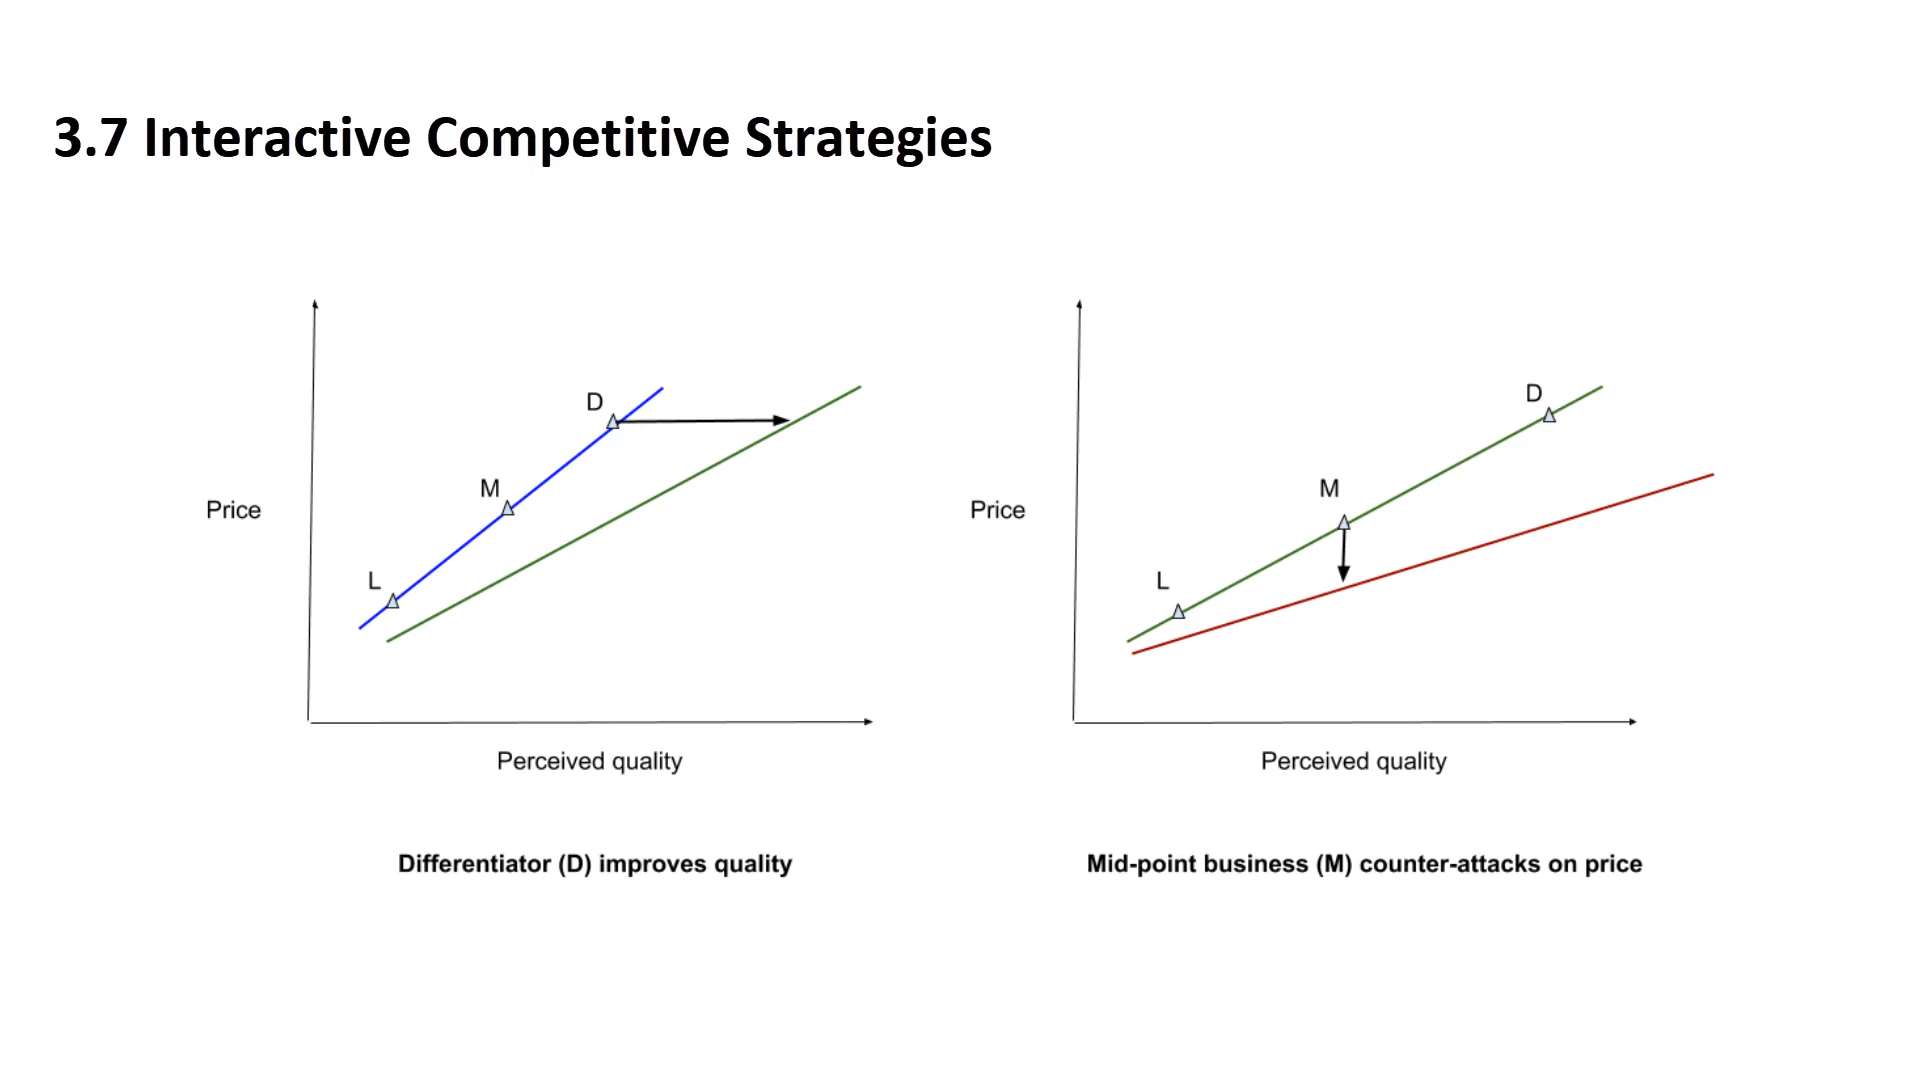 3.7 Interactive Competitive Strategies
D
M
L
Price
Perceived quality
Differentiator (D) improves quality
D
M
L
Price
Perceived quality
Mid-point business (M) counter-attacks on price